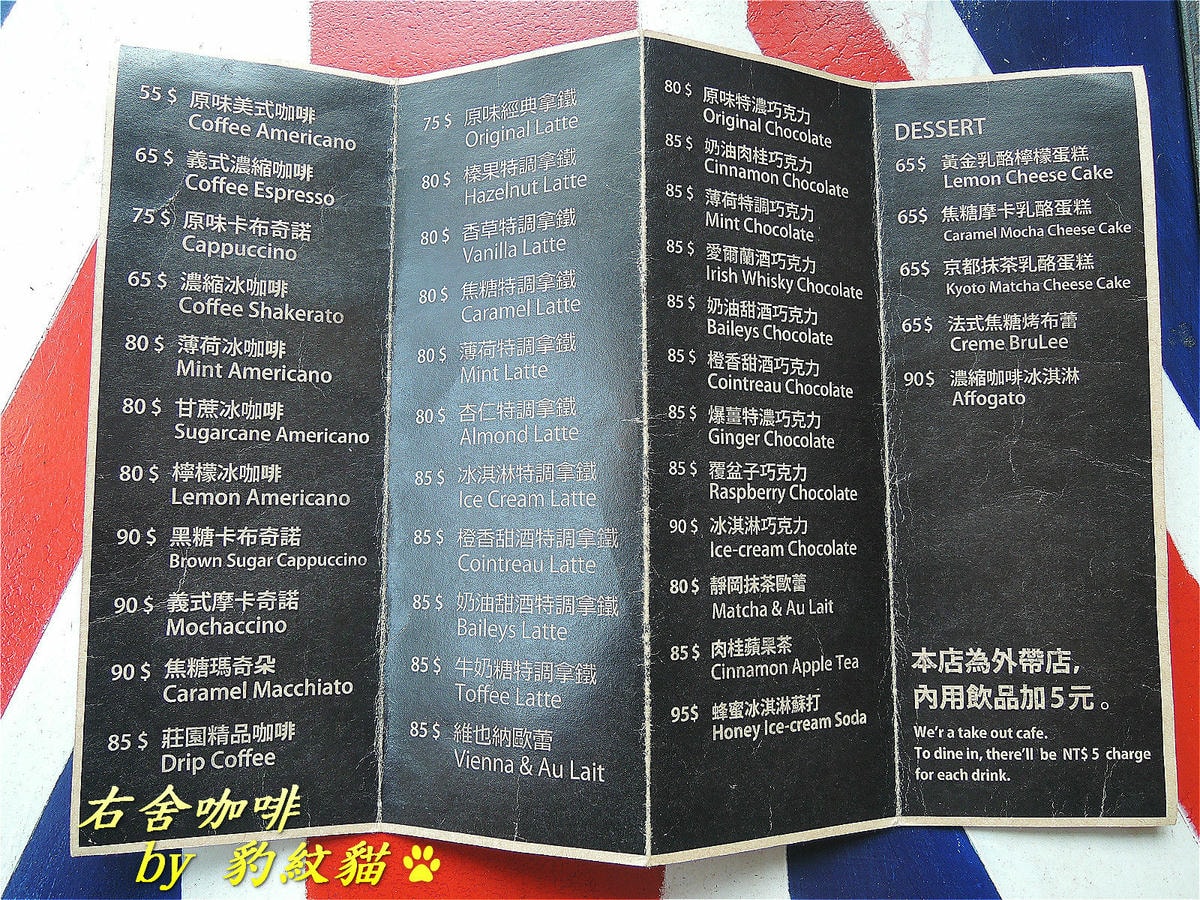 55 $ 原味美式咖啡
Coffee Americano
65 $ 義式濃縮咖啡
Coffee Espresso
75 $ 原味卡布奇諾
Cappuccino
65 $ 濃縮冰咖啡
Coffee Shakerato
80 $ 薄荷冰咖啡
Mint Americano
80 $ 甘蔗冰咖啡
Sugarcane Americano
80 $ 檸檬冰咖啡
Lemon Americano
90 $ 黑糖卡布奇諾
Brown Sugar Cappuccino
90 $ 義式摩卡奇諾
Mochaccino
90 $ 焦糖瑪奇朵
Caramel Macchiato
85 $ 莊園精品咖啡
Drip Coffee
75 $ 原味經典拿鐵
Original Latte
80 $ 榛果特調拿鐵
Hazelnut Latte
80 $ 香草特調拿鐵
Vanilla Latte
80 $ 焦糖特調拿鐵
Caramel Latte
80 $ 薄荷特調拿鐵
Mint Latte
80 $ 杏仁特調拿鐵
Almond Latte
85 $ 冰淇淋特調拿鐵
Ice Cream Latte
85 $ 橙香甜酒特調拿鐵
Cointreau Latte
85 $ 奶油甜酒特調拿鐵
Baileys Latte
85 $ 牛奶糖特調拿鐵
Toffee Latte
85 $ 維也納歐蕾
Vienna & Au Lait
80 $ 原味特濃巧克力
Original Chocolate
85 $ 奶油肉桂巧克力
Cinnamon Chocolate
85 $ 薄荷特調巧克力
Mint Chocolate
85 $ 愛爾蘭酒巧克力
Irish Whisky Chocolate
85 $ 奶油甜酒巧克力
Baileys Chocolate
85 $ 橙香甜酒巧克力
Cointreau Chocolate
85 $ 爆薑特濃巧克力
Ginger Chocolate
85 $ 覆盆子巧克力
Raspberry Chocolate
90 $ 冰淇淋巧克力
Ice-cream Chocolate
80 $ 靜岡抹茶歐蕾
Matcha & Au Lait
85 $ 肉桂蘋果茶
Cinnamon Apple Tea
95$ 蜂蜜冰淇淋蘇打
Honey Ice-cream Soda
DESSERT
65$ 黃金乳酪檸檬蛋糕
Lemon Cheese Cake
65$ 焦糖摩卡乳酪蛋糕
Caramel Mocha Cheese Cake
65$ 京都抹茶乳酪蛋糕
Kyoto Matcha Cheese Cake
65$ 法式焦糖烤布蕾
Creme BruLee
90$ 濃縮咖啡冰淇淋
Affogato
本店為外帶店,
內用飲品加5元。
We'r a take out cafe.
To dine in, there'll be NT$ 5 charge
for each drink.
右舍咖啡
by 豹紋貓